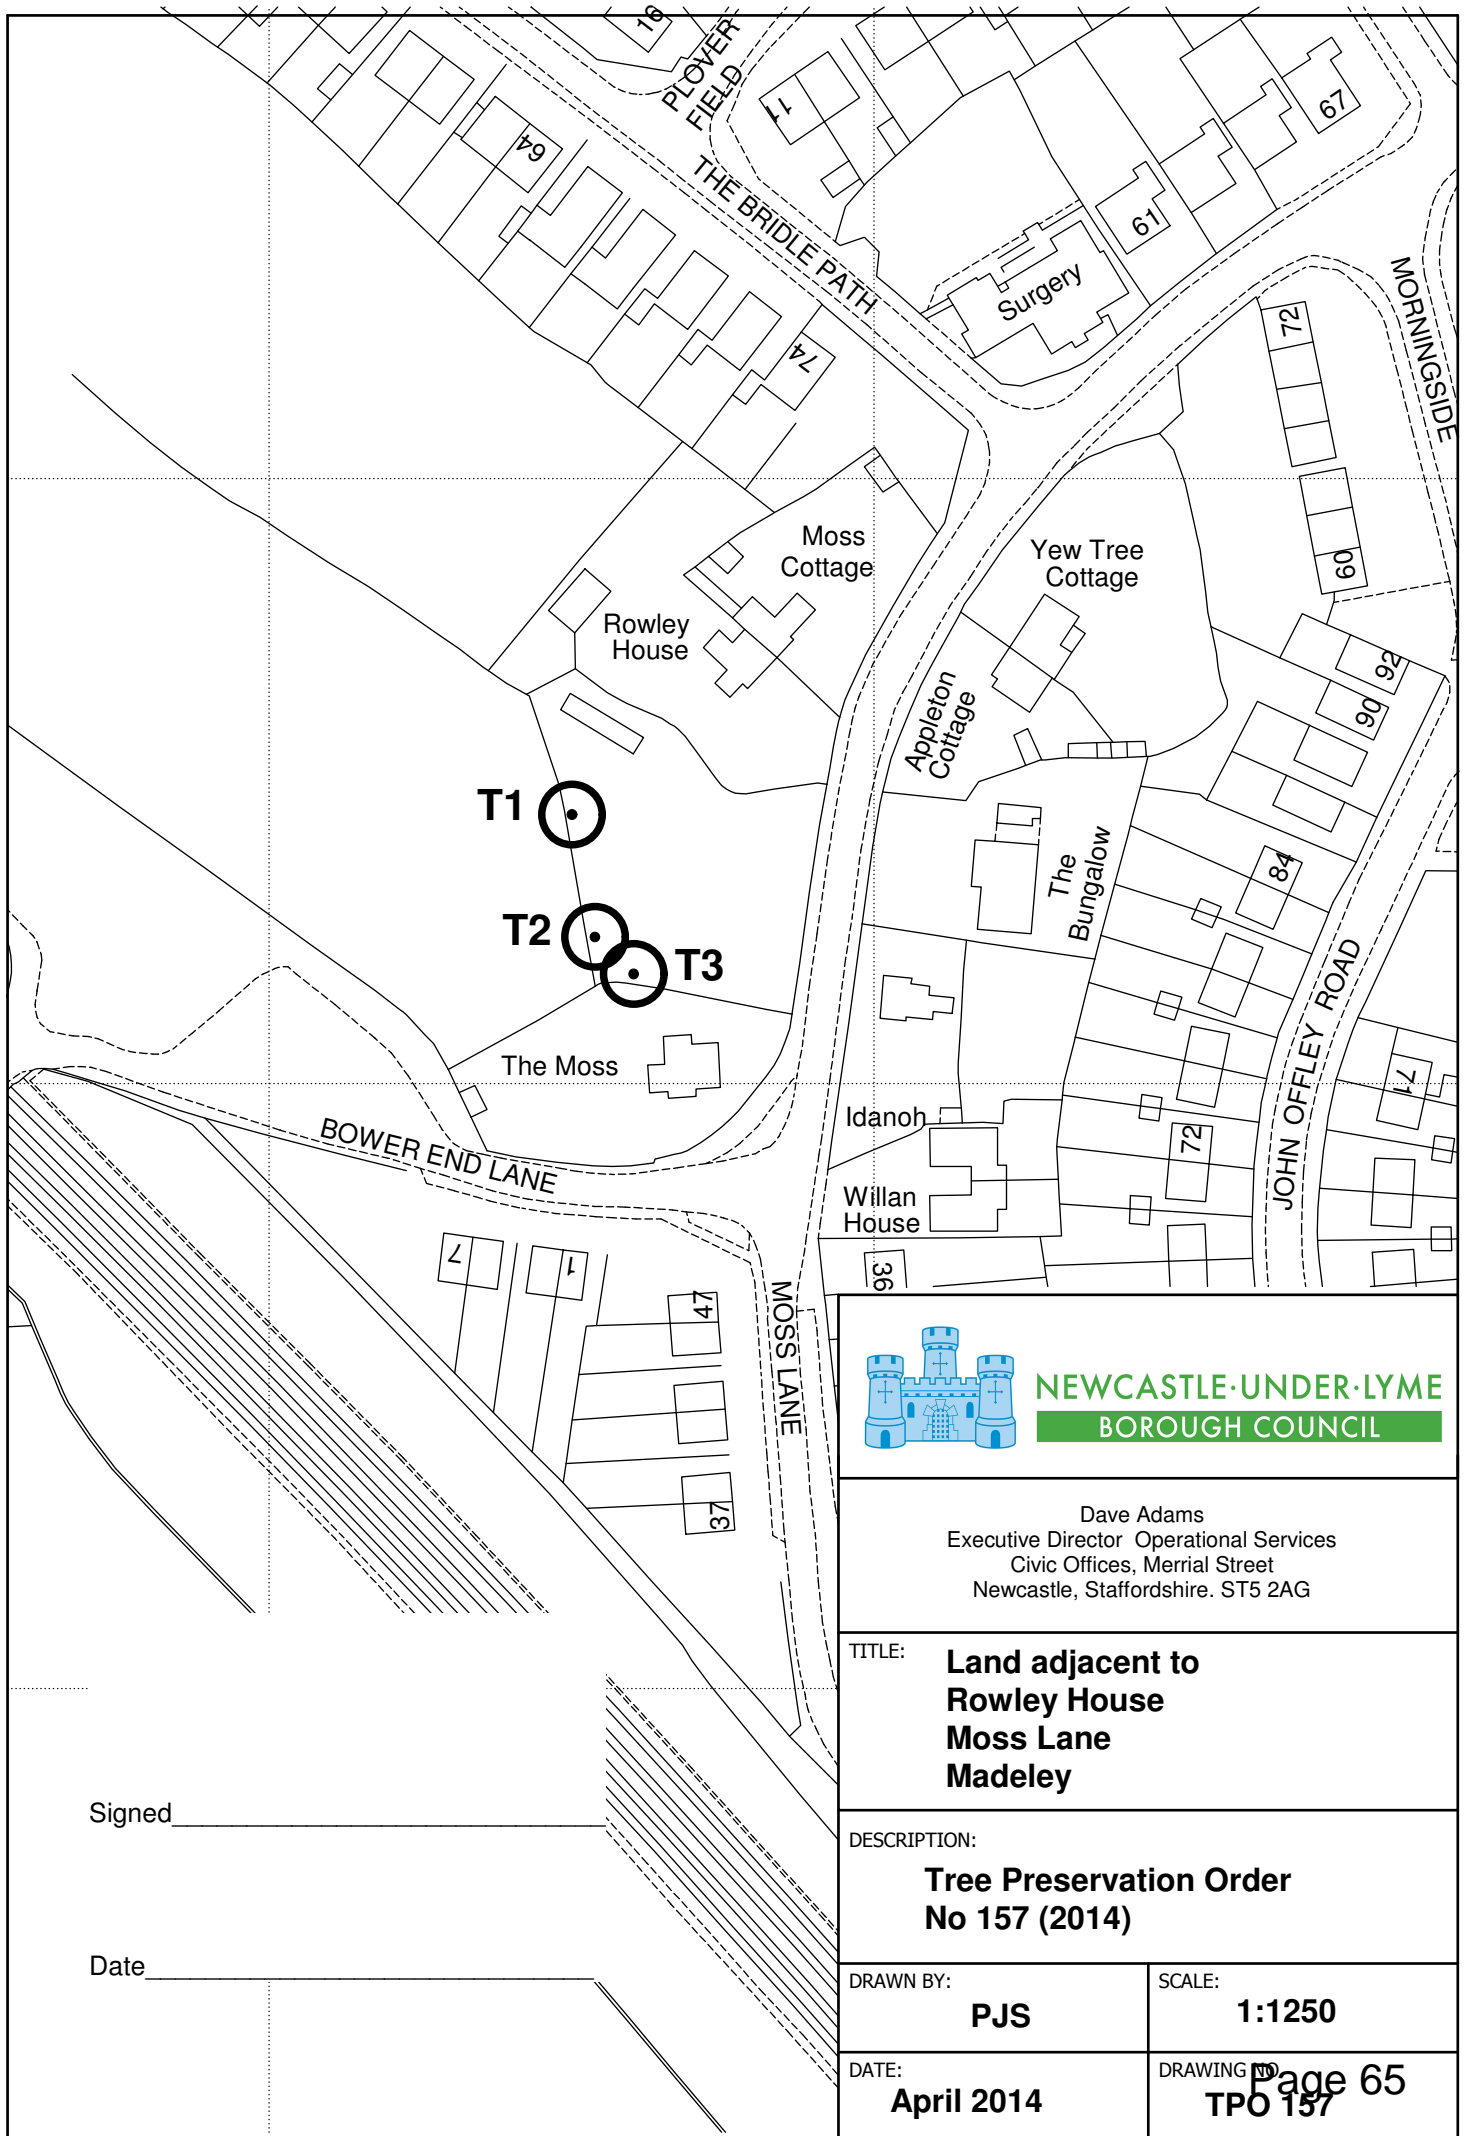 16
PLOVER
FIELD
11
67
64
THE BRIDLE PATH
61
Surgery
MORNINGSIDE
72
74
Moss
Cottage
Yew Tree
Cottage
69
Rowley
House
92
90
Appleton
Cottage
T1
The
Bungalow
84
T2
T3
JOHN OFFLEY ROAD
The Moss
71
Idanoh
BOWER END LANE
72
Willan
House
7
1
36
47
MOSS LANE
37
NEWCASTLE·UNDER·LYME
BOROUGH COUNCIL
Dave Adams
Executive Director Operational Services
Civic Offices, Merrial Street
Newcastle, Staffordshire. ST5 2AG
TITLE:
Land adjacent to
Rowley House
Moss Lane
Madeley
Signed
DESCRIPTION:
Tree Preservation Order
No 157 (2014)
Date
DRAWN BY:
PJS
SCALE:
1:1250
DATE:
April 2014
DRAWING NO.
TPO 157
Page 65